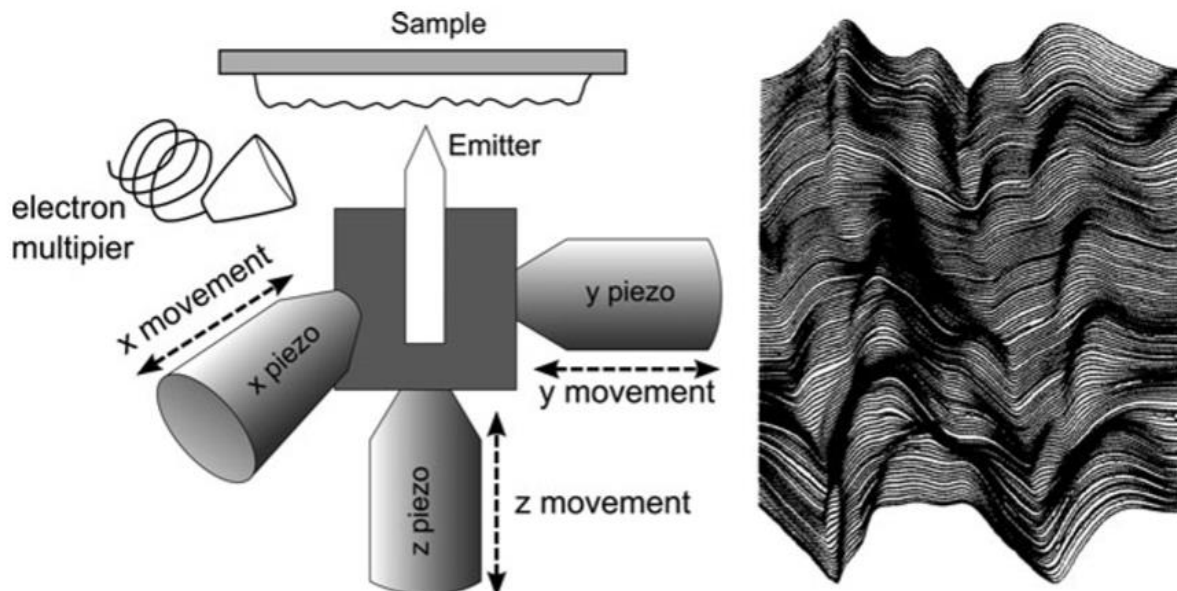 Sample
Emitter
electron
multipier
x movement
x piezo
y piezo
y movement
z piezo
z movement